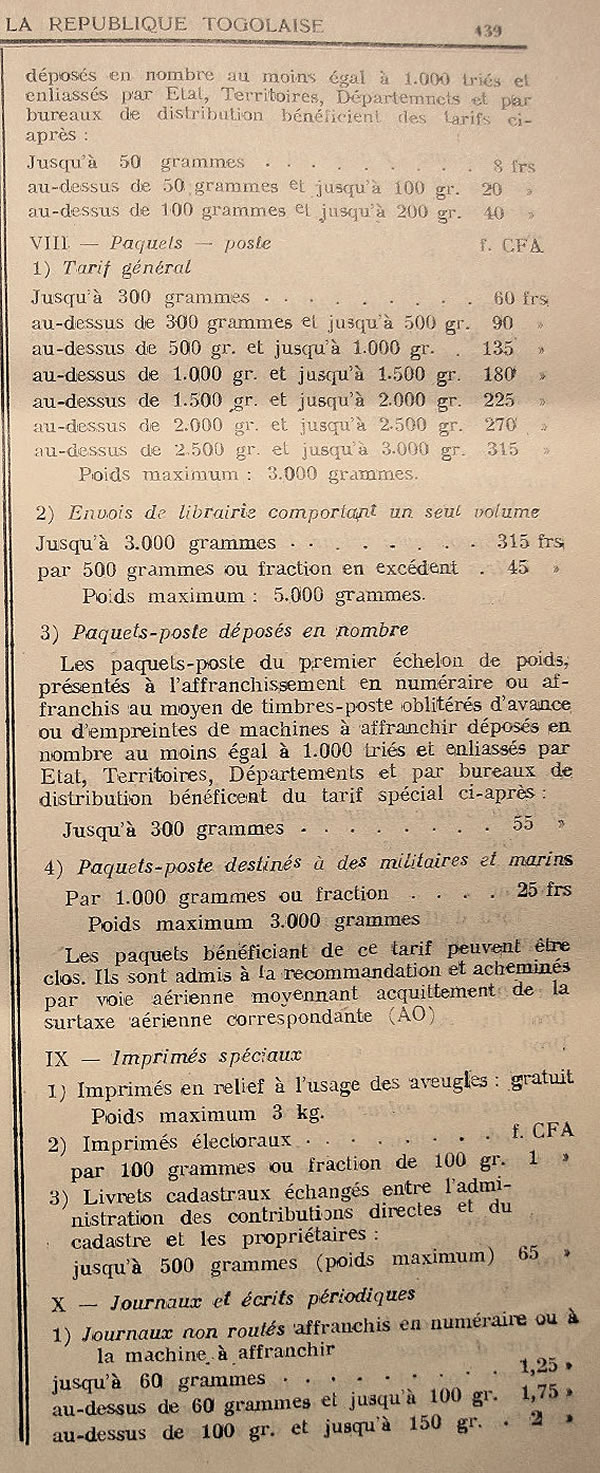 LA REPUBLIQUE TOGOLAISE 439
déposés en nombre au moins égal à 1.000 triés et
enliassés par Etat, Territoires, Départemncts et par
bureaux de distribution bénéficient des tarifs ci-
après :
Jusqu'à 50 grammes . . . . . . . . . 8 frs
au-dessus de 50 grammes et jusqu'à 100 gr. 20 »
au-dessus de 100 grammes et jusqu'à 200 gr. 40 »
VIII — Paquets — poste f. CFA
1) Tarif général
Jusqu'à 300 grammes . . . . . . . . . 60 frs
au-dessus de 300 grammes et jusqu'à 500 gr. 90 »
au-dessus de 500 gr. et jusqu'à 1.000 gr. . 135 »
au-dessus de 1.000 gr. et jusqu'à 1.500 gr. 180 »
au-dessus de 1.500 gr. et jusqu'à 2.000 gr. 225 »
au-dessus de 2.000 gr. et jusqu'à 2.500 gr. 270 »
au-dessus de 2.500 gr. et jusqu'à 3.000 gr. 315 »
Poids maximum : 3.000 grammes.
2) Envois de librairie comportant un seul volume
Jusqu'à 3.000 grammes . . . . . . . . 315 frs
par 500 grammes ou fraction en excédent . 45 »
Poids maximum : 5.000 grammes.
3) Paquets-poste déposés en nombre
Les paquets-poste du premier échelon de poids,
présentés à l'affranchissement en numéraire ou af-
franchis au moyen de timbres-poste oblitérés d'avance
ou d'empreintes de machines à affranchir déposés en
nombre au moins égal à 1.000 triés et enliassés par
Etat, Territoires, Départements et par bureaux de
distribution bénéficent du tarif spécial ci-après :
Jusqu'à 300 grammes . . . . . . . . 55 »
4) Paquets-poste destinés à des militaires et marins
Par 1.000 grammes ou fraction . . . . 25 frs
Poids maximum 3.000 grammes
Les paquets bénéficiant de ce tarif peuvent être
clos. Ils sont admis à la recommandation et acheminés
par voie aérienne moyennant acquittement de la
surtaxe aérienne correspondante (AO)
IX — Imprimés spéciaux
1) Imprimés en relief à l'usage des aveugles : gratuit
Poids maximum 3 kg.
2) Imprimés électoraux . . . . . . . . f. CFA
par 100 grammes ou fraction de 100 gr. 1 »
3) Livrets cadastraux échangés entre l'admi-
nistration des contributions directes et du
cadastre et les propriétaires :
jusqu'à 500 grammes (poids maximum) 65 »
X — Journaux et écrits périodiques
1) Journaux non routés affranchis en numéraire ou à
la machine à affranchir
jusqu'à 60 grammes . . . . . . . . . 1,25 »
au-dessus de 60 grammes et jusqu'à 100 gr. 1,75 »
au-dessus de 100 gr. et jusqu'à 150 gr. . 2 »